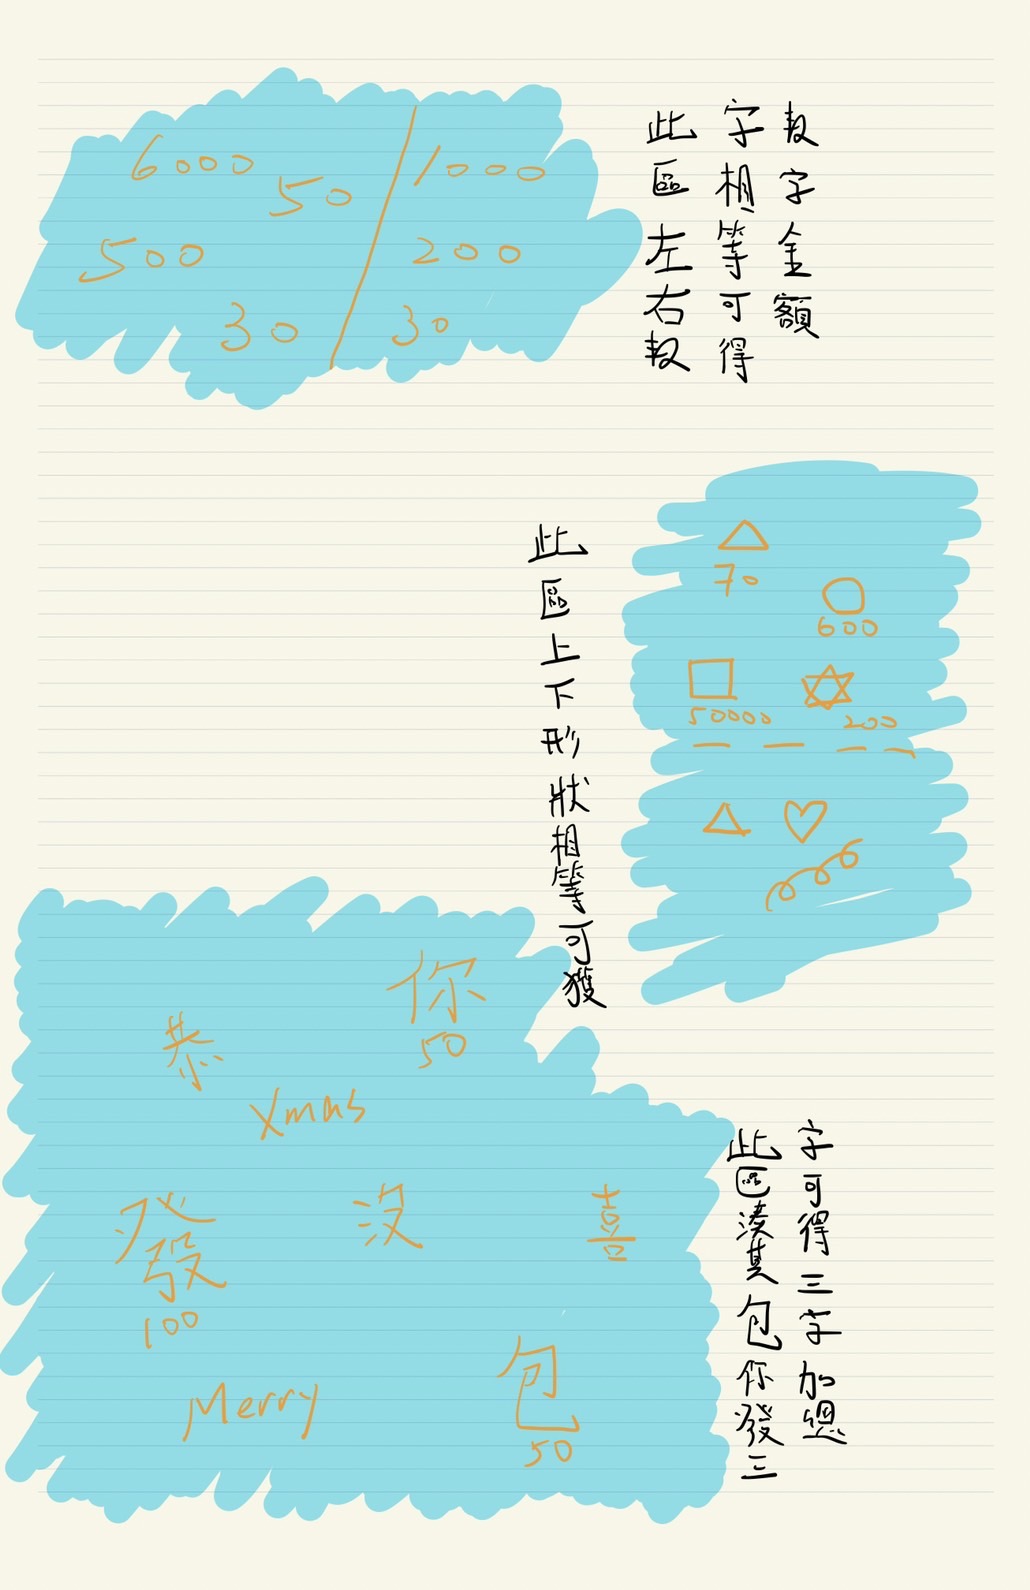 6000
50
1000
500
200
30
30
此區左右数
字相等可得
数字金額
△
70
600
50000
200
此區上下形狀相等可獲
你
50
恭
Xmas
發
100
沒
喜
Merry
包
50
此區湊其包你發三
字可得三字加總